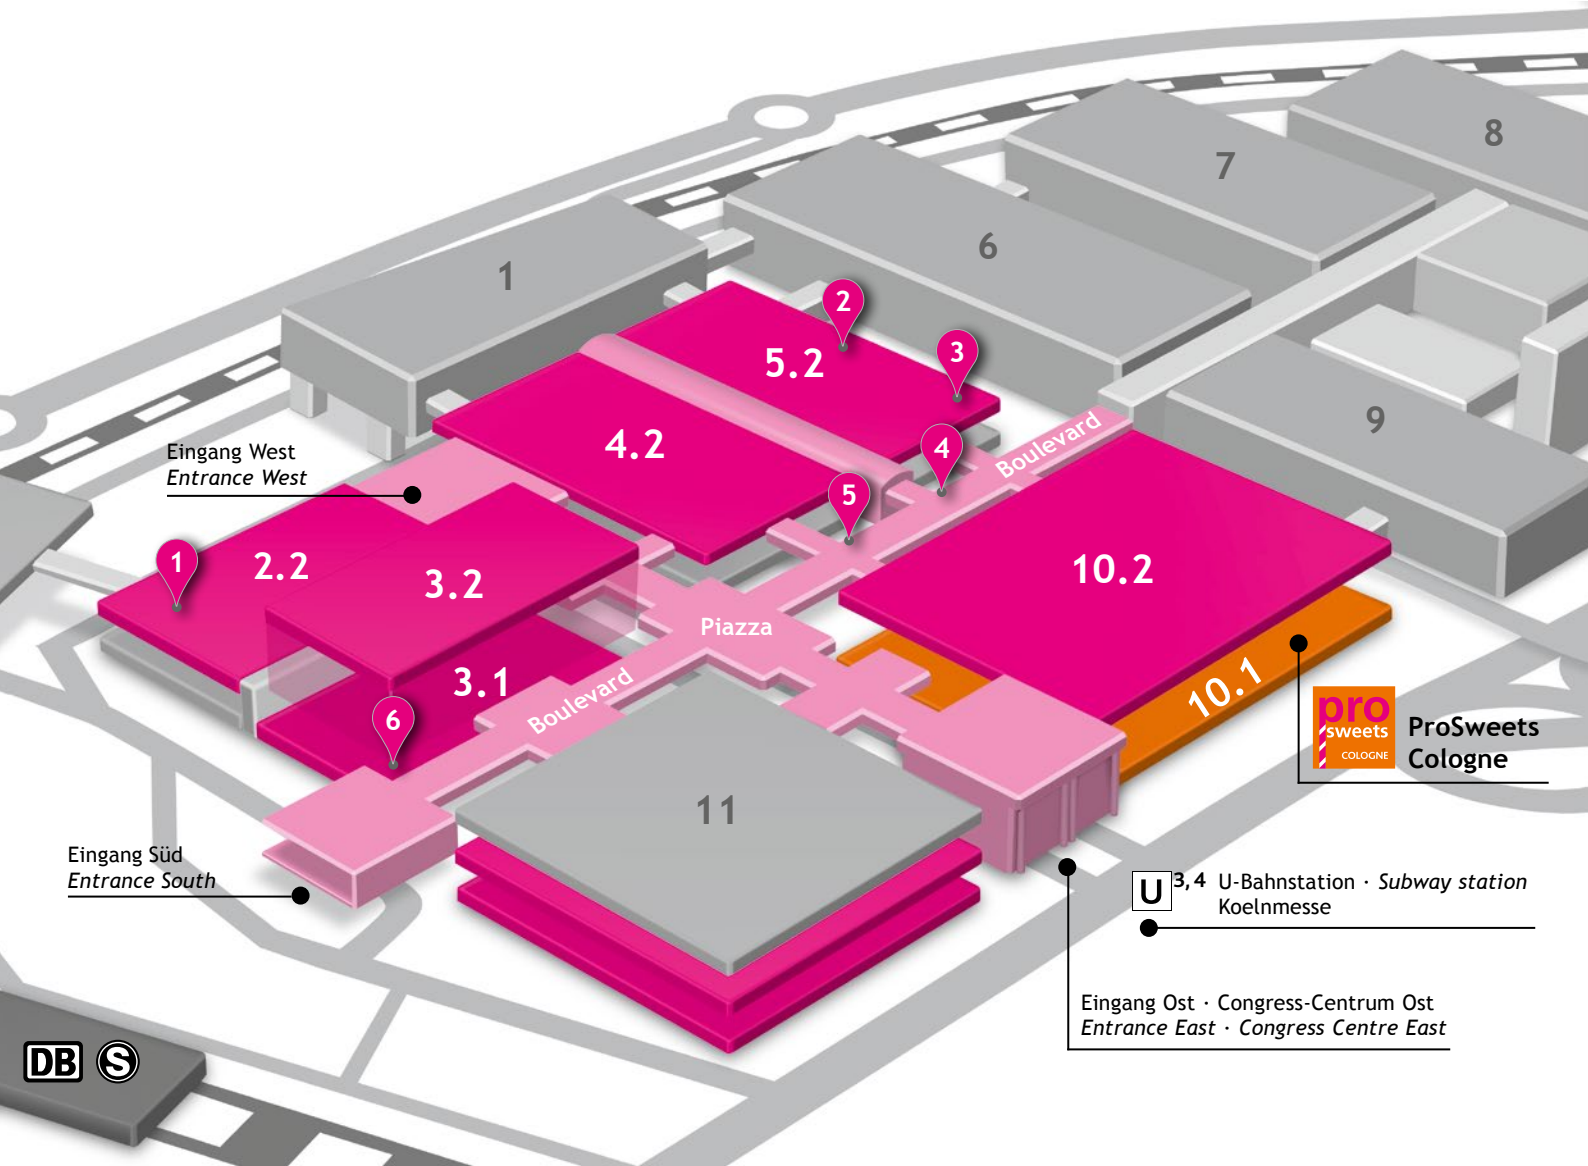 8
7
6
1
2
5.2
3
9
4.2
Boulevard
4
Eingang West
Entrance West
5
1
2.2
3.2
10.2
Piazza
3.1
10.1
Boulevard
6
pro
sweets
COLOGNE
ProSweets
Cologne
11
Eingang Süd
Entrance South
U 3, 4 U-Bahnstation · Subway station
Koelnmesse
Eingang Ost · Congress-Centrum Ost
Entrance East · Congress Centre East
DB S